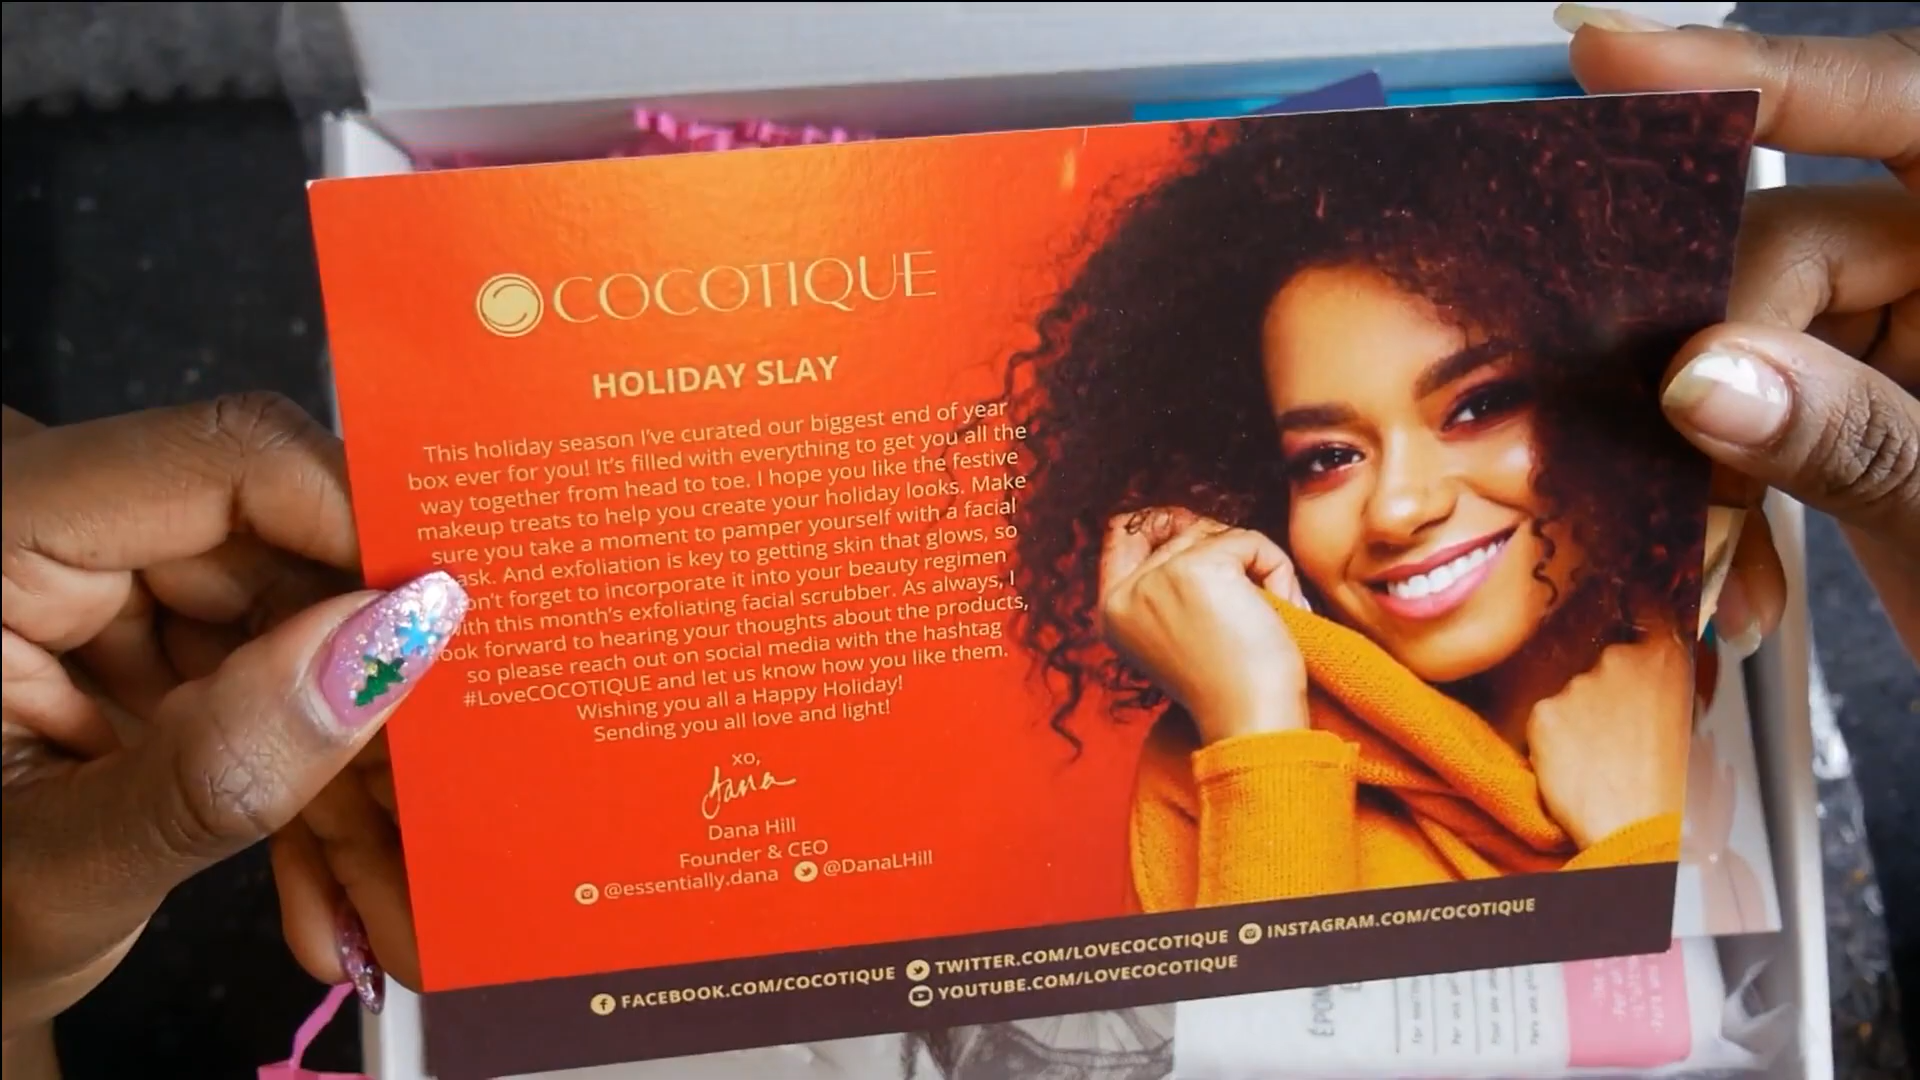 COCOTIQUE
HOLIDAY SLAY
This holiday season I've curated our biggest end of year
box ever for you! It's filled with everything to get you all the
way together from head to toe. I hope you like the festive
makeup treats to help you create your holiday looks. Make
sure you take a moment to pamper yourself with a facial
ask. And exfoliation is key to getting skin that glows, so
on't forget to incorporate it into your beauty regimen
ith this month's exfoliating facial scrubber. As always, I
ook forward to hearing your thoughts about the products,
so please reach out on social media with the hashtag
#LoveCOCOTIQUE and let us know how you like them.
Wishing you all a Happy Holiday!
Sending you all love and light!
xo,
Dana
Dana Hill
Founder & CEO
@essentially.dana @DanaLHill
FACEBOOK.COM/COCOTIQUE TWITTER.COM/LOVECOCOTIQUE INSTAGRAM.COM/COCOTIQUE
YOUTUBE.COM/LOVECOCOTIQUE